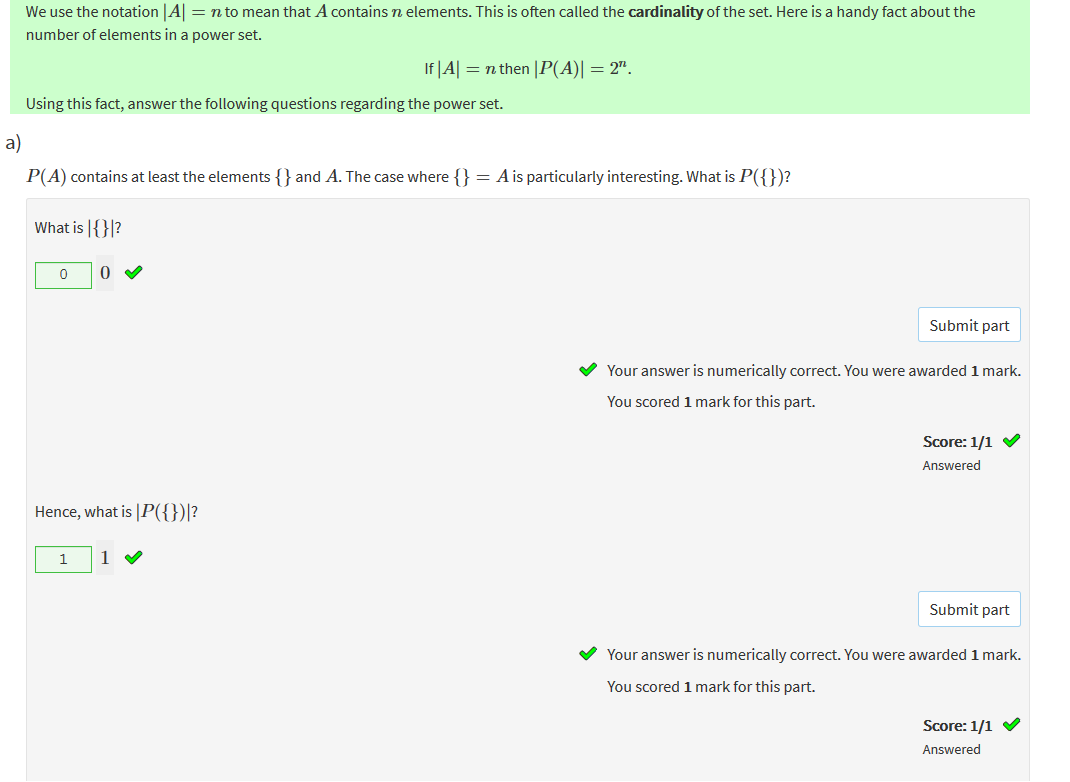 We use the notation |A| = n to mean that A contains n elements. This is often called the cardinality of the set. Here is a handy fact about the
number of elements in a power set.
If |A| = n then |P(A)| = 2ⁿ.
Using this fact, answer the following questions regarding the power set.
a)
P(A) contains at least the elements {} and A. The case where {} = A is particularly interesting. What is P({})?
What is |{}|?
0 0
Submit part
Your answer is numerically correct. You were awarded 1 mark.
You scored 1 mark for this part.
Score: 1/1
Answered
Hence, what is |P({})|?
1 1
Submit part
Your answer is numerically correct. You were awarded 1 mark.
You scored 1 mark for this part.
Score: 1/1
Answered